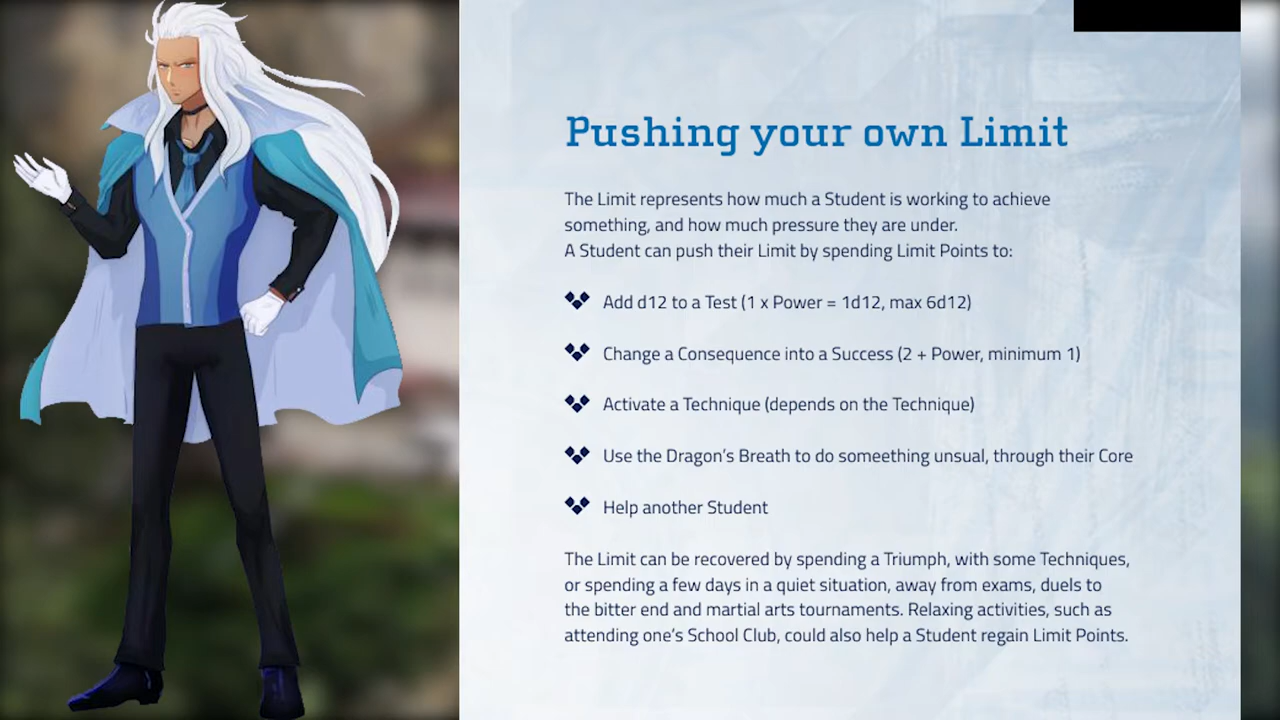 Pushing your own Limit
The Limit represents how much a Student is working to achieve
something, and how much pressure they are under.
A Student can push their Limit by spending Limit Points to:
Add d12 to a Test (1 x Power = 1d12, max 6d12)
Change a Consequence into a Success (2 + Power, minimum 1)
Activate a Technique (depends on the Technique)
Use the Dragon's Breath to do someething unsual, through their Core
Help another Student
The Limit can be recovered by spending a Triumph, with some Techniques,
or spending a few days in a quiet situation, away from exams, duels to
the bitter end and martial arts tournaments. Relaxing activities, such as
attending one's School Club, could also help a Student regain Limit Points.